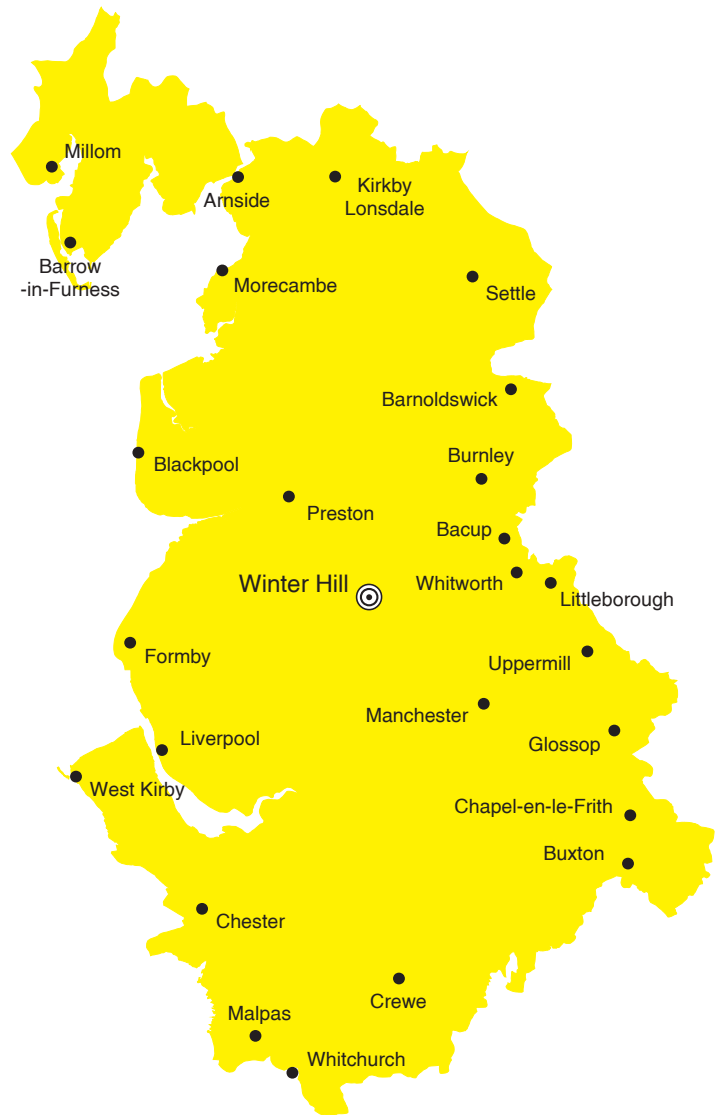 Millom
Arnside
Kirkby
Lonsdale
Barrow
-in-Furness
Morecambe
Settle
Barnoldswick
Blackpool
Burnley
Preston
Bacup
Winter Hill
Whitworth
Littleborough
Formby
Uppermill
Manchester
Liverpool
Glossop
West Kirby
Chapel-en-le-Frith
Buxton
Chester
Crewe
Malpas
Whitchurch